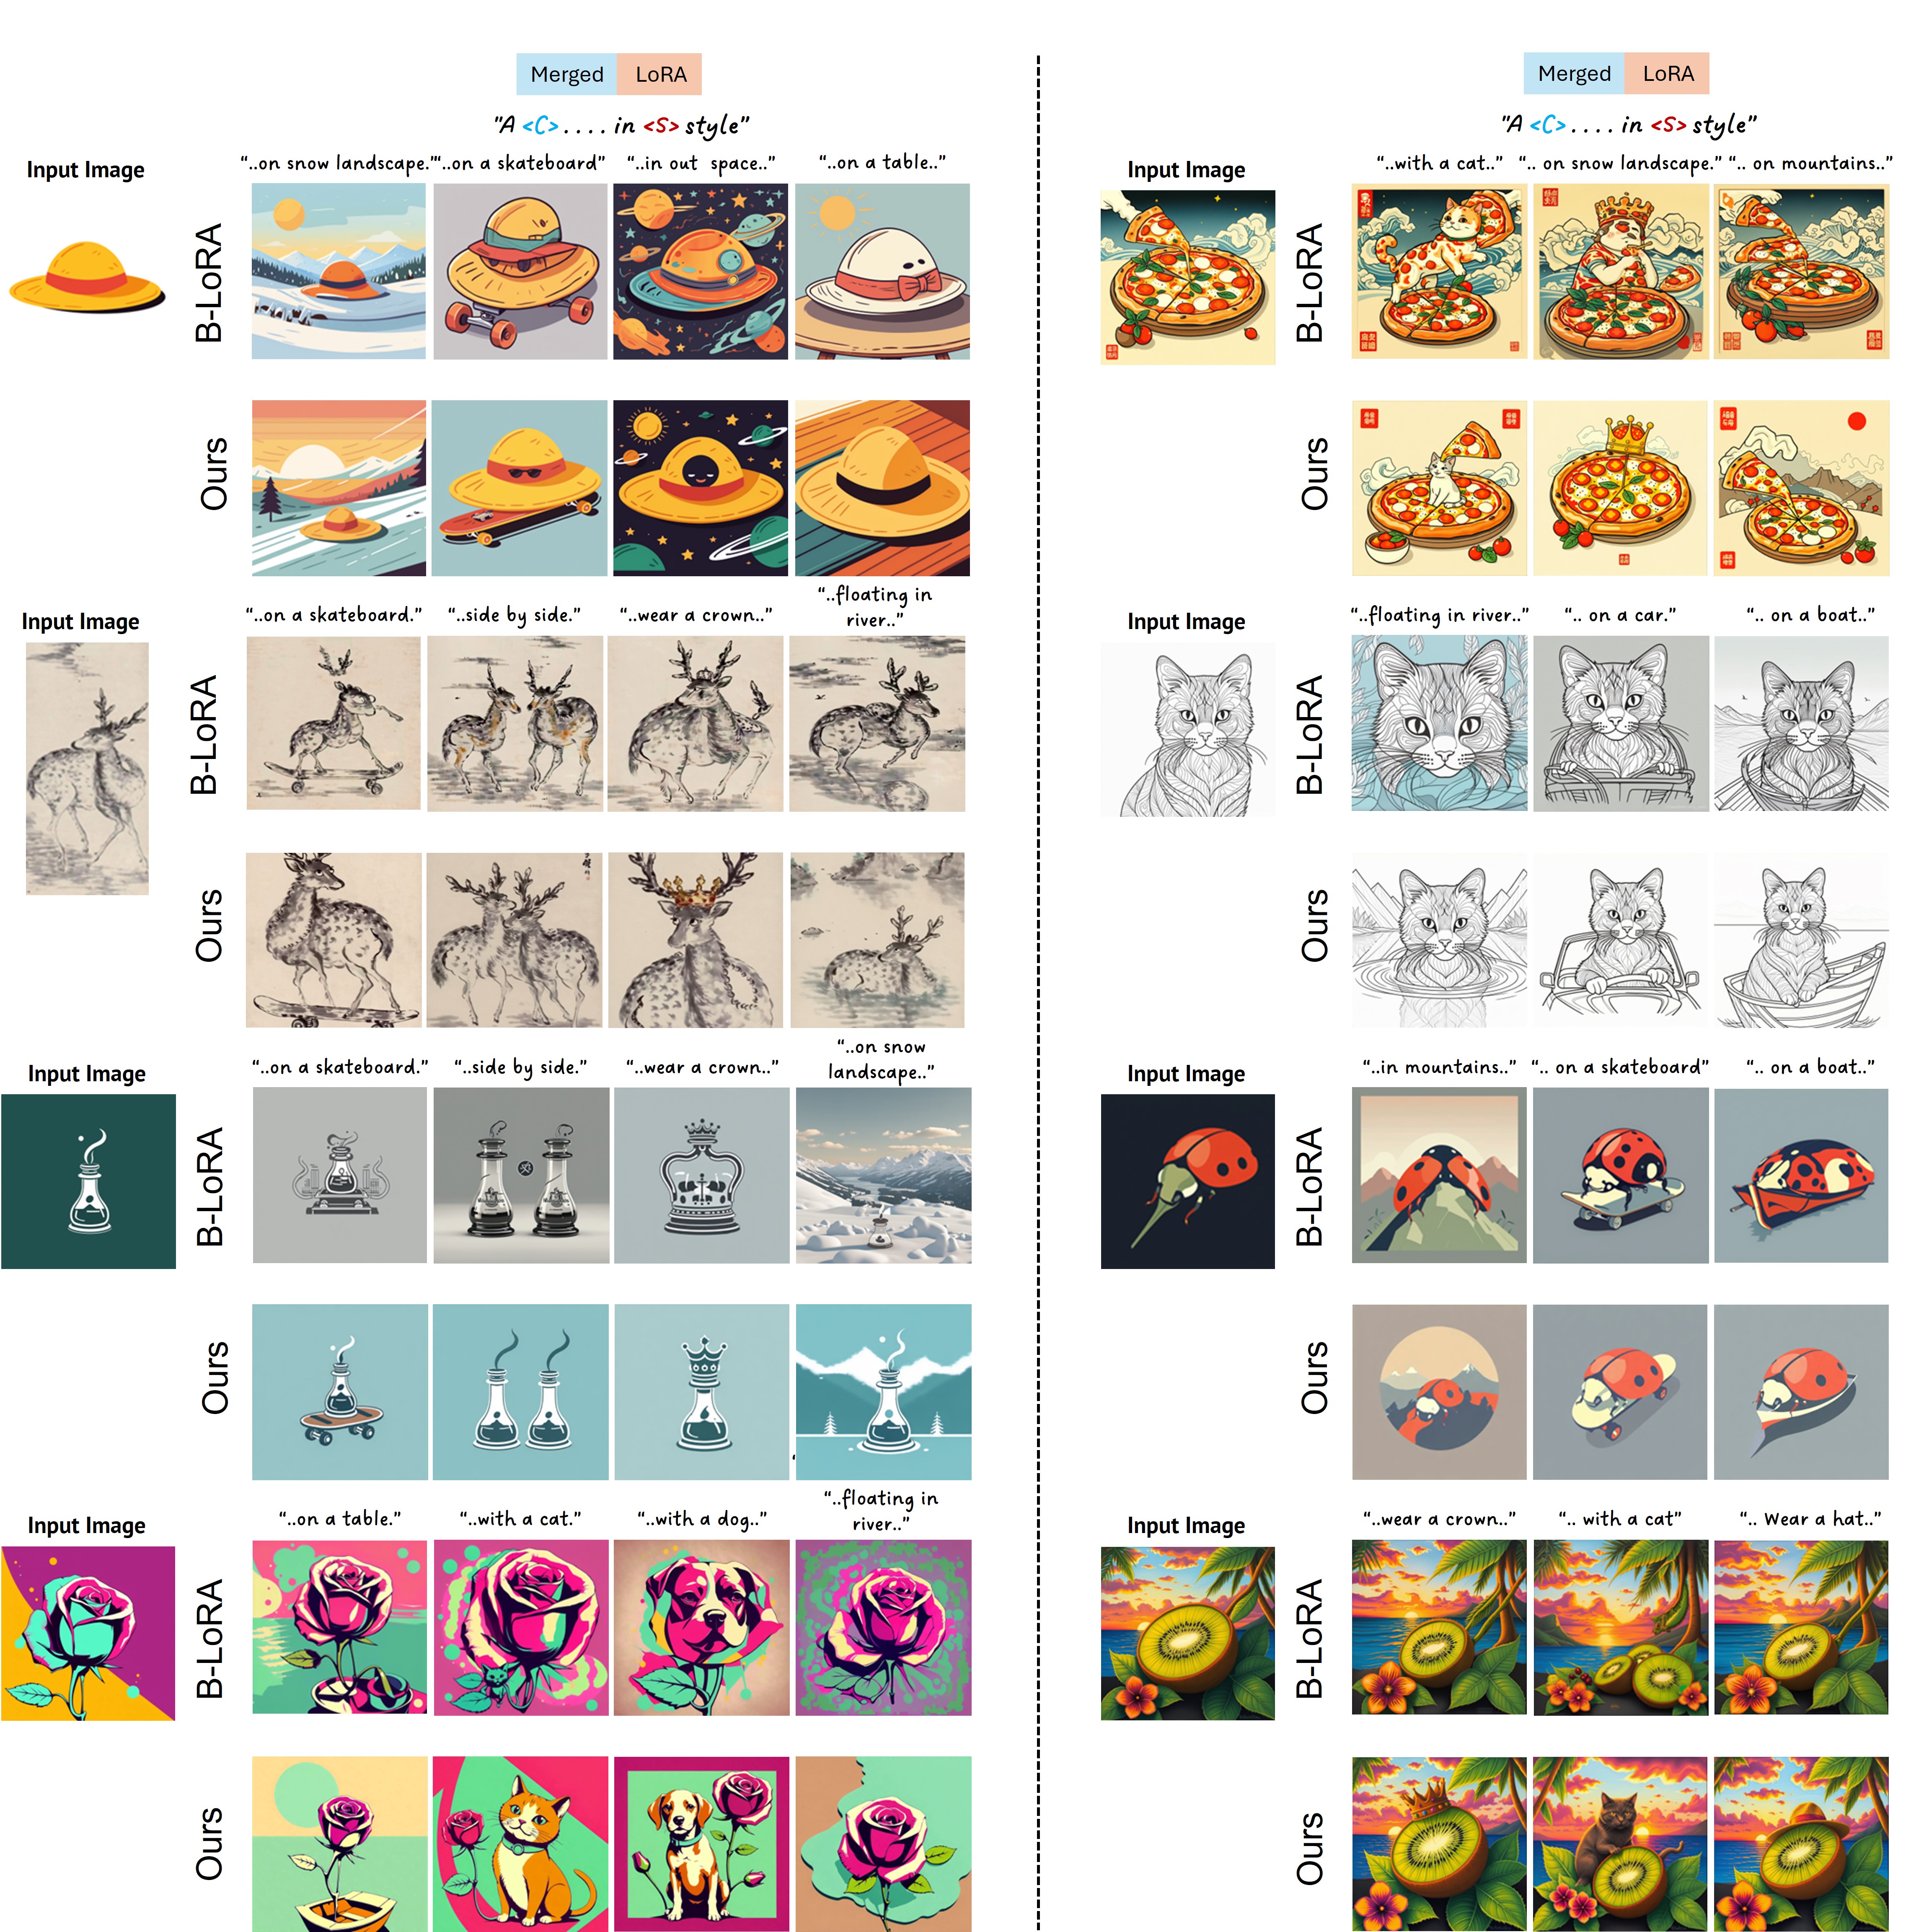 Merged LoRA
"A <C> .... in <S> style"
Input Image
"..on snow landscape."
"..on a skateboard"
"..in out space.."
"..on a table.."
B-LoRA
Ours
Input Image
"..on a skateboard."
"..side by side."
"..wear a crown.."
"..floating in
river.."
B-LoRA
Ours
Input Image
"..on a skateboard."
"..side by side."
"..wear a crown.."
"..on snow
landscape.."
B-LoRA
Ours
Input Image
"..on a table."
"..with a cat."
"..with a dog.."
"..floating in
river.."
B-LoRA
Ours
Merged LoRA
"A <C> .... in <S> style"
Input Image
"..with a cat.."
".. on snow landscape."
".. on mountains.."
B-LoRA
Ours
Input Image
"..floating in river.."
".. on a car."
".. on a boat.."
B-LoRA
Ours
Input Image
"..in mountains.."
".. on a skateboard"
".. on a boat.."
B-LoRA
Ours
Input Image
"..wear a crown.."
".. with a cat"
".. Wear a hat.."
B-LoRA
Ours